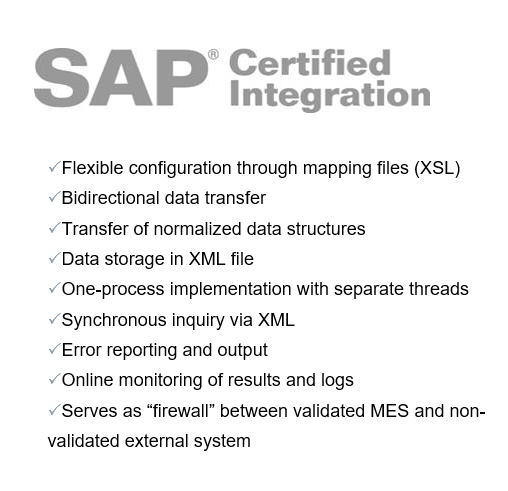 SAP® Certified
Integration
✓Flexible configuration through mapping files (XSL)
✓Bidirectional data transfer
✓Transfer of normalized data structures
✓Data storage in XML file
✓One-process implementation with separate threads
✓Synchronous inquiry via XML
✓Error reporting and output
✓Online monitoring of results and logs
✓Serves as “firewall” between validated MES and non-
validated external system